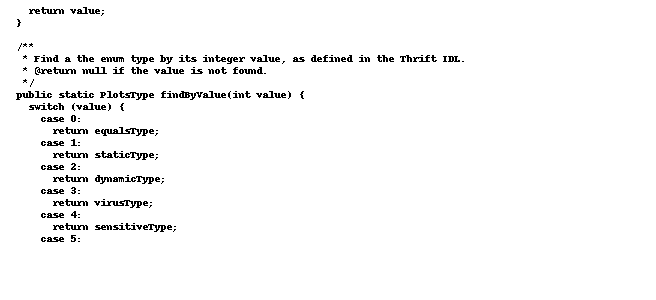 return value;
}
/**
* Find a the enum type by its integer value, as defined in the Thrift IDL.
* @return null if the value is not found.
*/
public static PlotsType findByValue(int value) {
switch (value) {
case 0:
return equalsType;
case 1:
return staticType;
case 2:
return dynamicType;
case 3:
return virusType;
case 4:
return sensitiveType;
case 5: